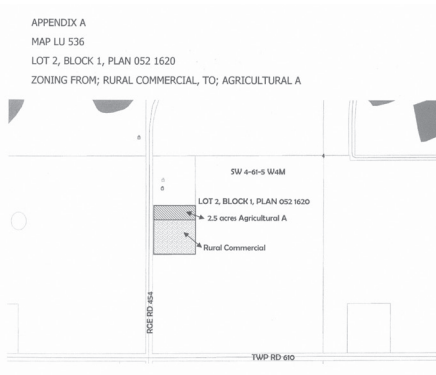 APPENDIX A
MAP LU 536
LOT 2, BLOCK 1, PLAN 052 1620
ZONING FROM; RURAL COMMERCIAL, TO; AGRICULTURAL A
SW 4-61-5 W4M
LOT 2, BLOCK 1, PLAN 052 1620
2.5 acres Agricultural A
Rural Commercial
RGE RD 454
TWP RD 610